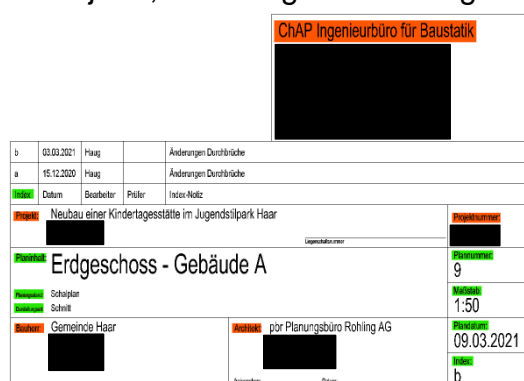 ChAP Ingenieurbüro für Baustatik
b 03.03.2021 Haug Änderungen Durchbrüche
a 15.12.2020 Haug Änderungen Durchbrüche
Index Datum Bearbeiter Prüfer Index-Notiz
Projekt: Neubau einer Kindertagesstätte im Jugendstilpark Haar Projektnummer:
Planinhalt: Erdgeschoss - Gebäude A Plannummer:
9
Schalplan Maßstab:
Schnitt 1:50
Bauherr: Gemeinde Haar Architekt: pbr Planungsbüro Rohling AG Plandatum:
09.03.2021
Index:
b